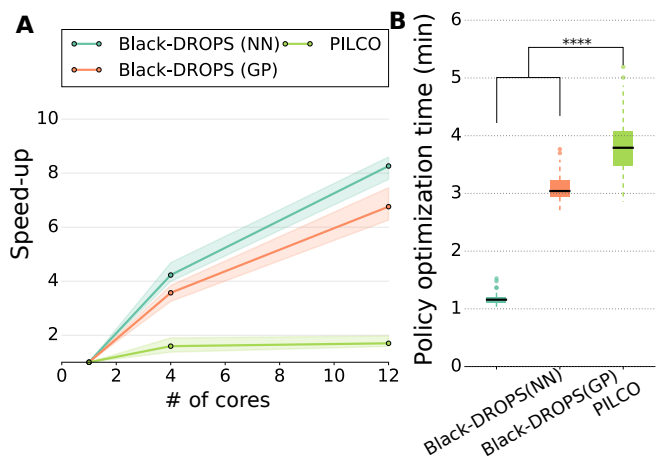 A
Black-DROPS (NN)
PILCO
Black-DROPS (GP)
Speed-up
10
8
6
4
2
0
2
4
6
8
10
12
# of cores
B
Policy optimization time (min)
6
5
4
3
2
1
0
****
Black-DROPS(NN)
Black-DROPS(GP)
PILCO